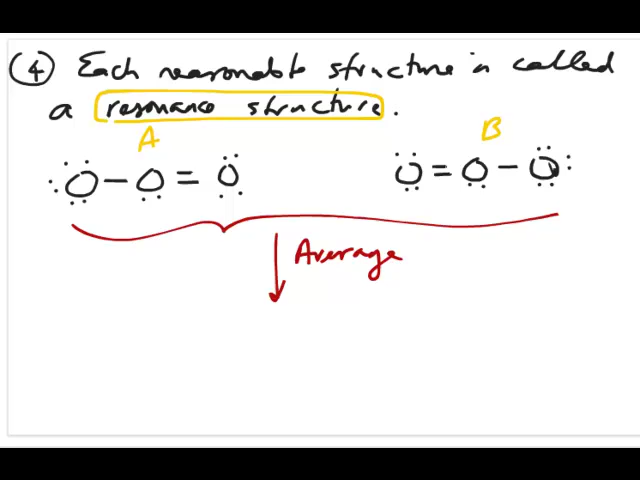 (4) Each reasonable structure is called
a resonance structure.
A B
O - O = O O = O - O
Average